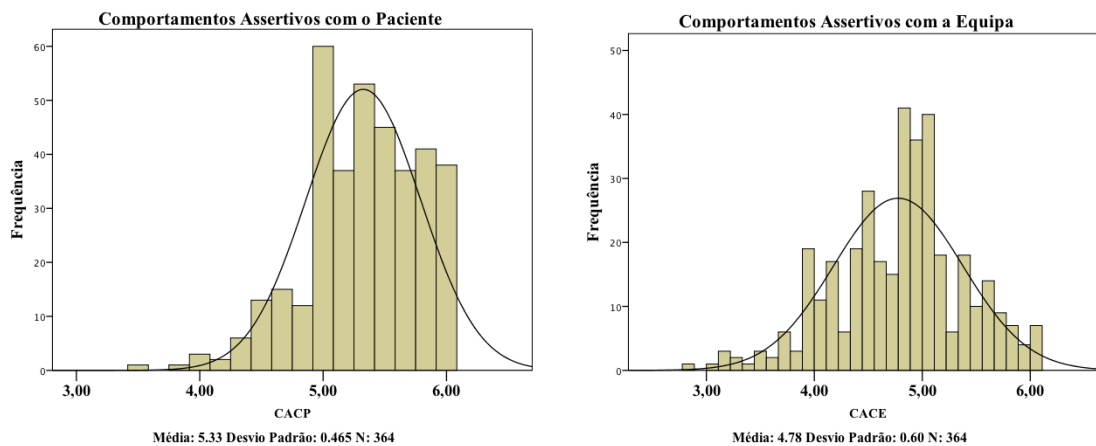 Comportamentos Assertivos com o Paciente
60
50
40
30
20
10
0
Frequência
3,00 4,00 5,00 6,00
CACP
Média: 5.33 Desvio Padrão: 0.465 N: 364
Comportamentos Assertivos com a Equipa
50
40
30
20
10
0
Frequência
3,00 4,00 5,00 6,00
CACE
Média: 4.78 Desvio Padrão: 0.60 N: 364